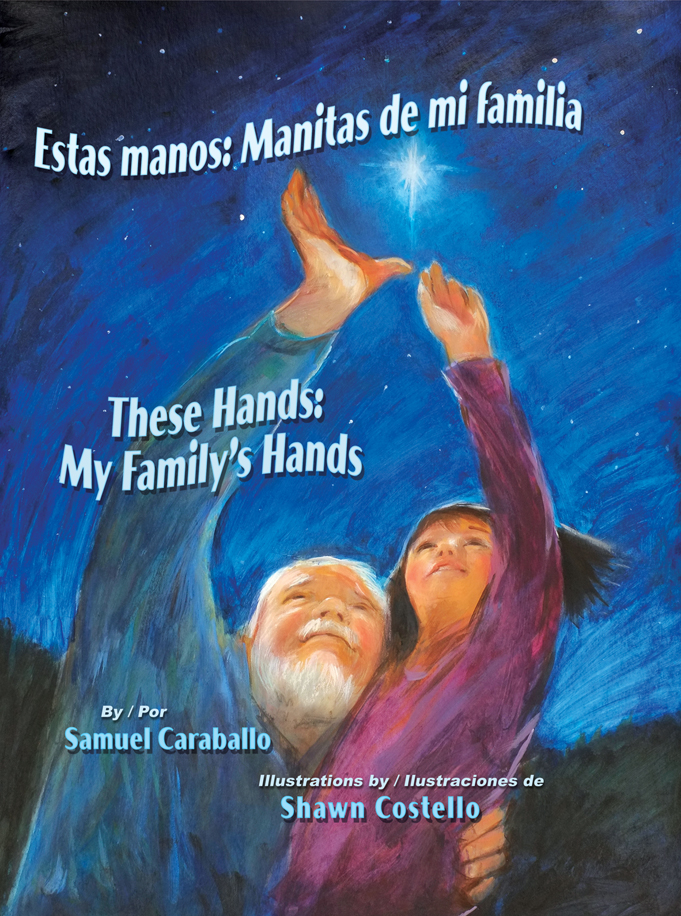 Estas manos: Manitas de mi familia
These Hands:
My Family's Hands
By / Por
Samuel Caraballo
Illustrations by / Ilustraciones de
Shawn Costello